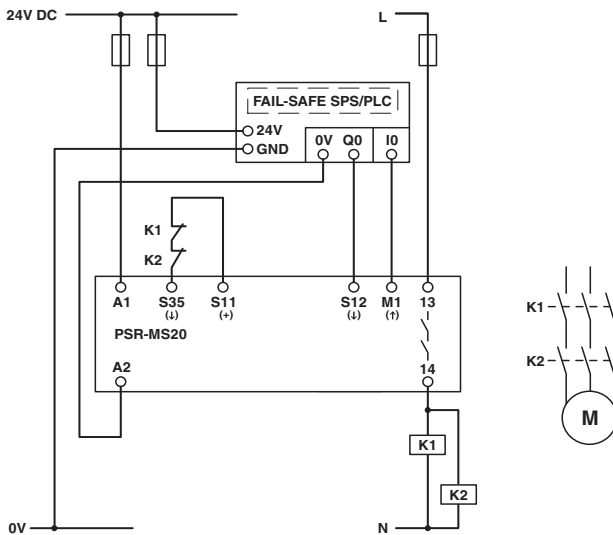 24V DC
L
FAIL-SAFE SPS/PLC
24V
GND
0V Q0 I0
K1
K2
A1 S35 S11 S12 M1 13
(↓) (+) (↓) (↑)
PSR-MS20
A2 14
K1
K2
M
K1
K2
0V N